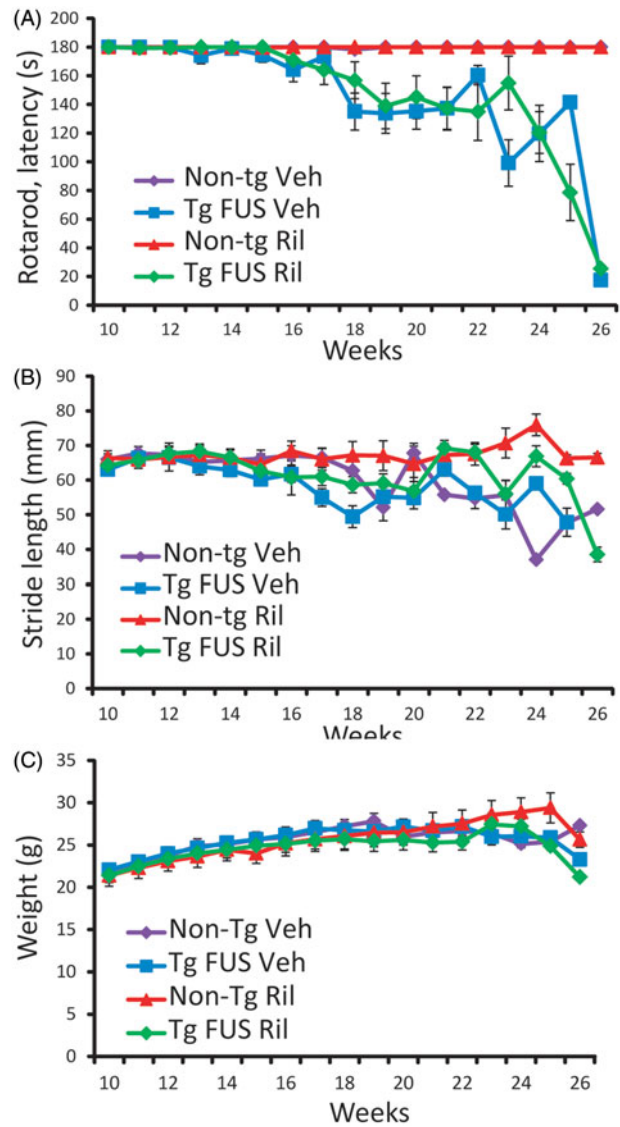 (A)
Rotarod, latency (s)
200
180
160
140
120
100
80
60
40
20
0
Non-tg Veh
Tg FUS Veh
Non-tg Ril
Tg FUS Ril
10 12 14 16 18 20 22 24 26
Weeks
(B)
Stride length (mm)
90
80
70
60
50
40
30
20
10
0
Non-tg Veh
Tg FUS Veh
Non-tg Ril
Tg FUS Ril
10 12 14 16 18 20 22 24 26
Weeks
(C)
Weight (g)
35
30
25
20
15
10
5
0
Non-Tg Veh
Tg FUS Veh
Non-Tg Ril
Tg FUS Ril
10 12 14 16 18 20 22 24 26
Weeks